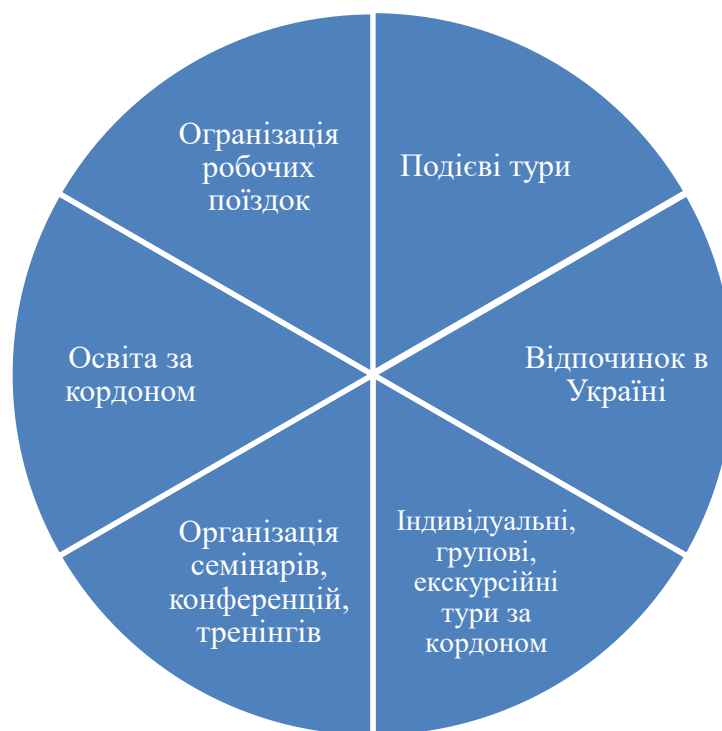 Огранізація
робочих
поїздок
Подієві тури
Освіта за
кордоном
Відпочинок в
Україні
Організація
семінарів,
конференцій,
тренінгів
Індивідуальні,
групові,
екскурсійні
тури за
кордоном